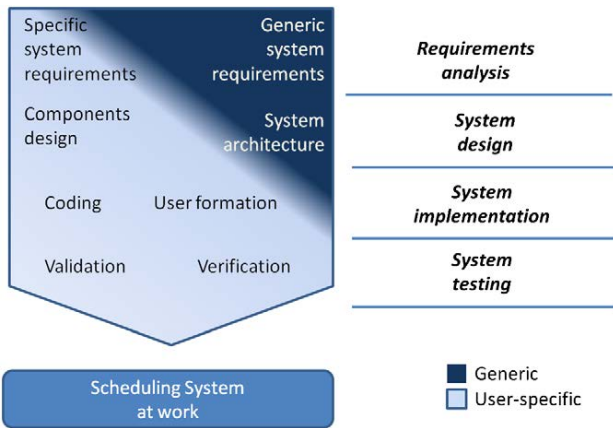 Specific
system
requirements
Generic
system
requirements
Requirements
analysis
Components
design
System
architecture
System
design
Coding
User formation
System
implementation
Validation
Verification
System
testing
Scheduling System
at work
Generic
User-specific